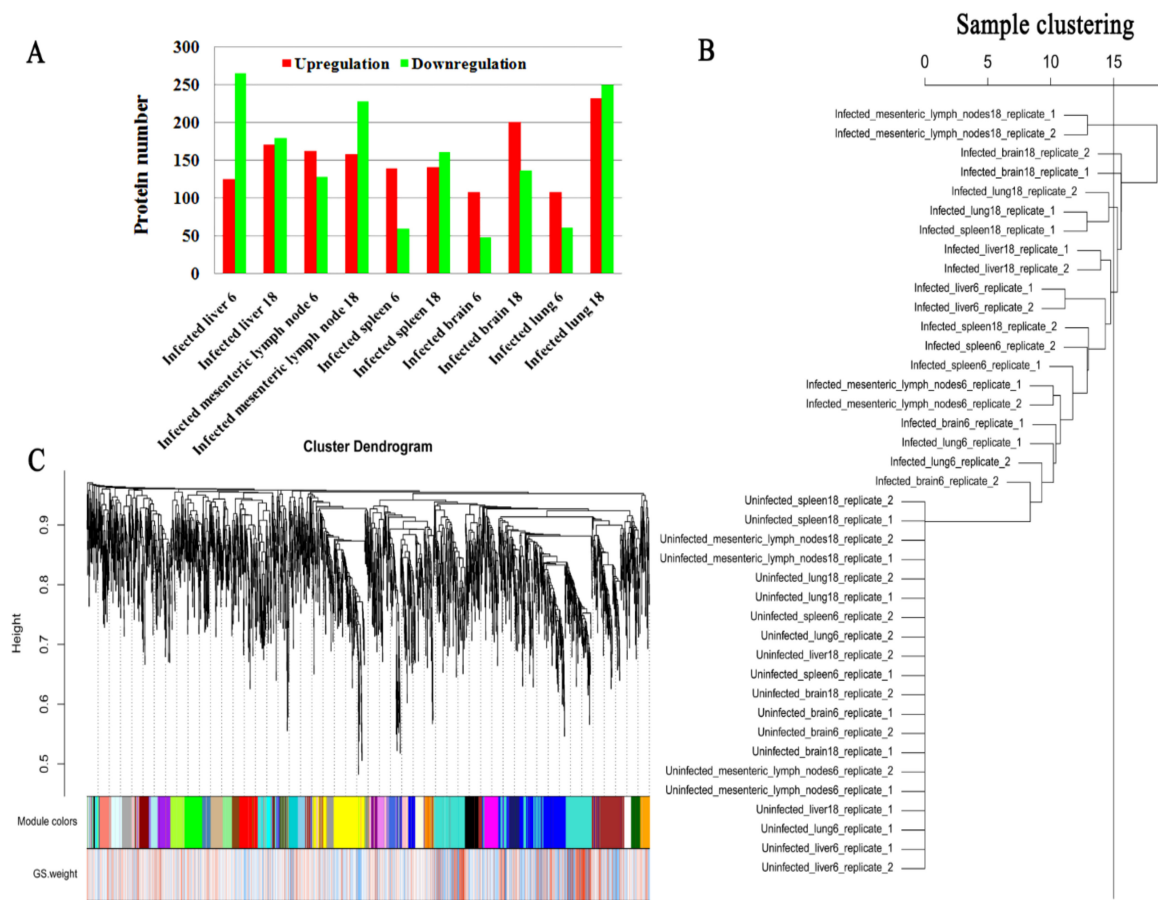 A
300
250
200
150
100
50
0
Protein number
Upregulation
Downregulation
Infected liver 6
Infected liver 18
Infected mesenteric lymph node 6
Infected mesenteric lymph node 18
Infected spleen 6
Infected spleen 18
Infected brain 6
Infected brain 18
Infected lung 6
Infected lung 18
B
Sample clustering
0 5 10 15
Infected_mesenteric_lymph_nodes18_replicate_1
Infected_mesenteric_lymph_nodes18_replicate_2
Infected_brain18_replicate_2
Infected_brain18_replicate_1
Infected_lung18_replicate_2
Infected_lung18_replicate_1
Infected_spleen18_replicate_1
Infected_liver18_replicate_1
Infected_liver18_replicate_2
Infected_liver6_replicate_1
Infected_liver6_replicate_2
Infected_spleen18_replicate_2
Infected_spleen6_replicate_2
Infected_spleen6_replicate_1
Infected_mesenteric_lymph_nodes6_replicate_1
Infected_mesenteric_lymph_nodes6_replicate_2
Infected_brain6_replicate_1
Infected_lung6_replicate_1
Infected_lung6_replicate_2
Infected_brain6_replicate_2
Uninfected_spleen18_replicate_2
Uninfected_spleen18_replicate_1
Uninfected_mesenteric_lymph_nodes18_replicate_2
Uninfected_mesenteric_lymph_nodes18_replicate_1
Uninfected_lung18_replicate_2
Uninfected_lung18_replicate_1
Uninfected_spleen6_replicate_2
Uninfected_lung6_replicate_2
Uninfected_liver18_replicate_2
Uninfected_spleen6_replicate_1
Uninfected_brain18_replicate_2
Uninfected_brain6_replicate_1
Uninfected_brain6_replicate_2
Uninfected_brain18_replicate_1
Uninfected_mesenteric_lymph_nodes6_replicate_2
Uninfected_mesenteric_lymph_nodes6_replicate_1
Uninfected_liver18_replicate_1
Uninfected_lung6_replicate_1
Uninfected_liver6_replicate_1
Uninfected_liver6_replicate_2
C
Cluster Dendrogram
Height
0.9
0.8
0.7
0.6
0.5
Module colors
GS.weight